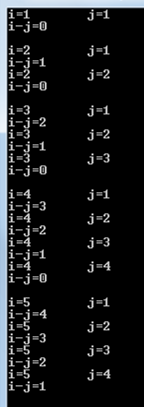 i=1 j=1
i-j=0
i=2 j=1
i-j=1
i=2 j=2
i-j=0
i=3 j=1
i-j=2
i=3 j=2
i-j=1
i=3 j=3
i-j=0
i=4 j=1
i-j=3
i=4 j=2
i-j=2
i=4 j=3
i-j=1
i=4 j=4
i-j=0
i=5 j=1
i-j=4
i=5 j=2
i-j=3
i=5 j=3
i-j=2
i=5 j=4
i-j=1